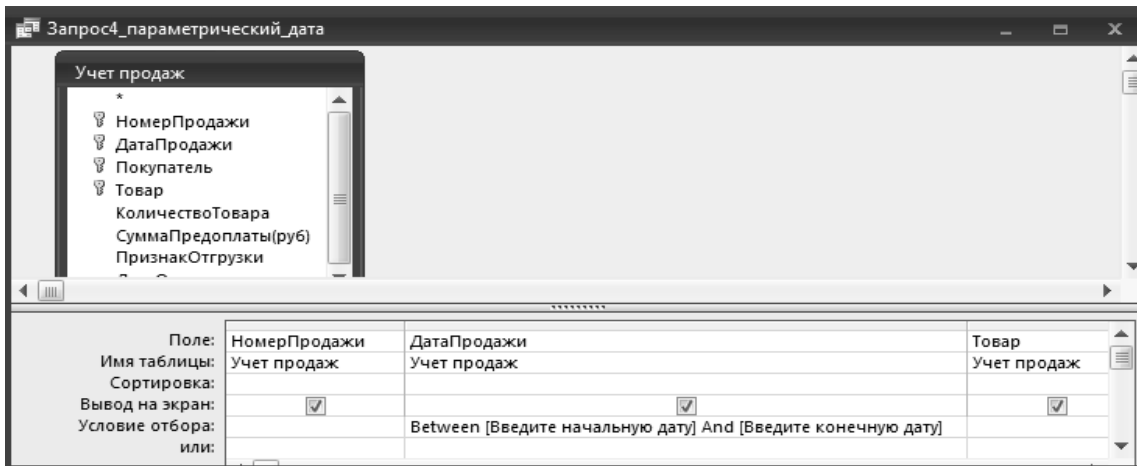 Запрос4_параметрический_дата
Учет продаж
*
НомерПродажи
ДатаПродажи
Покупатель
Товар
КоличествоТовара
СуммаПредоплаты(руб)
ПризнакОтгрузки
Поле: НомерПродажи ДатаПродажи Товар
Имя таблицы: Учет продаж Учет продаж Учет продаж
Сортировка:
Вывод на экран:
Условие отбора: Between [Введите начальную дату] And [Введите конечную дату]
или: